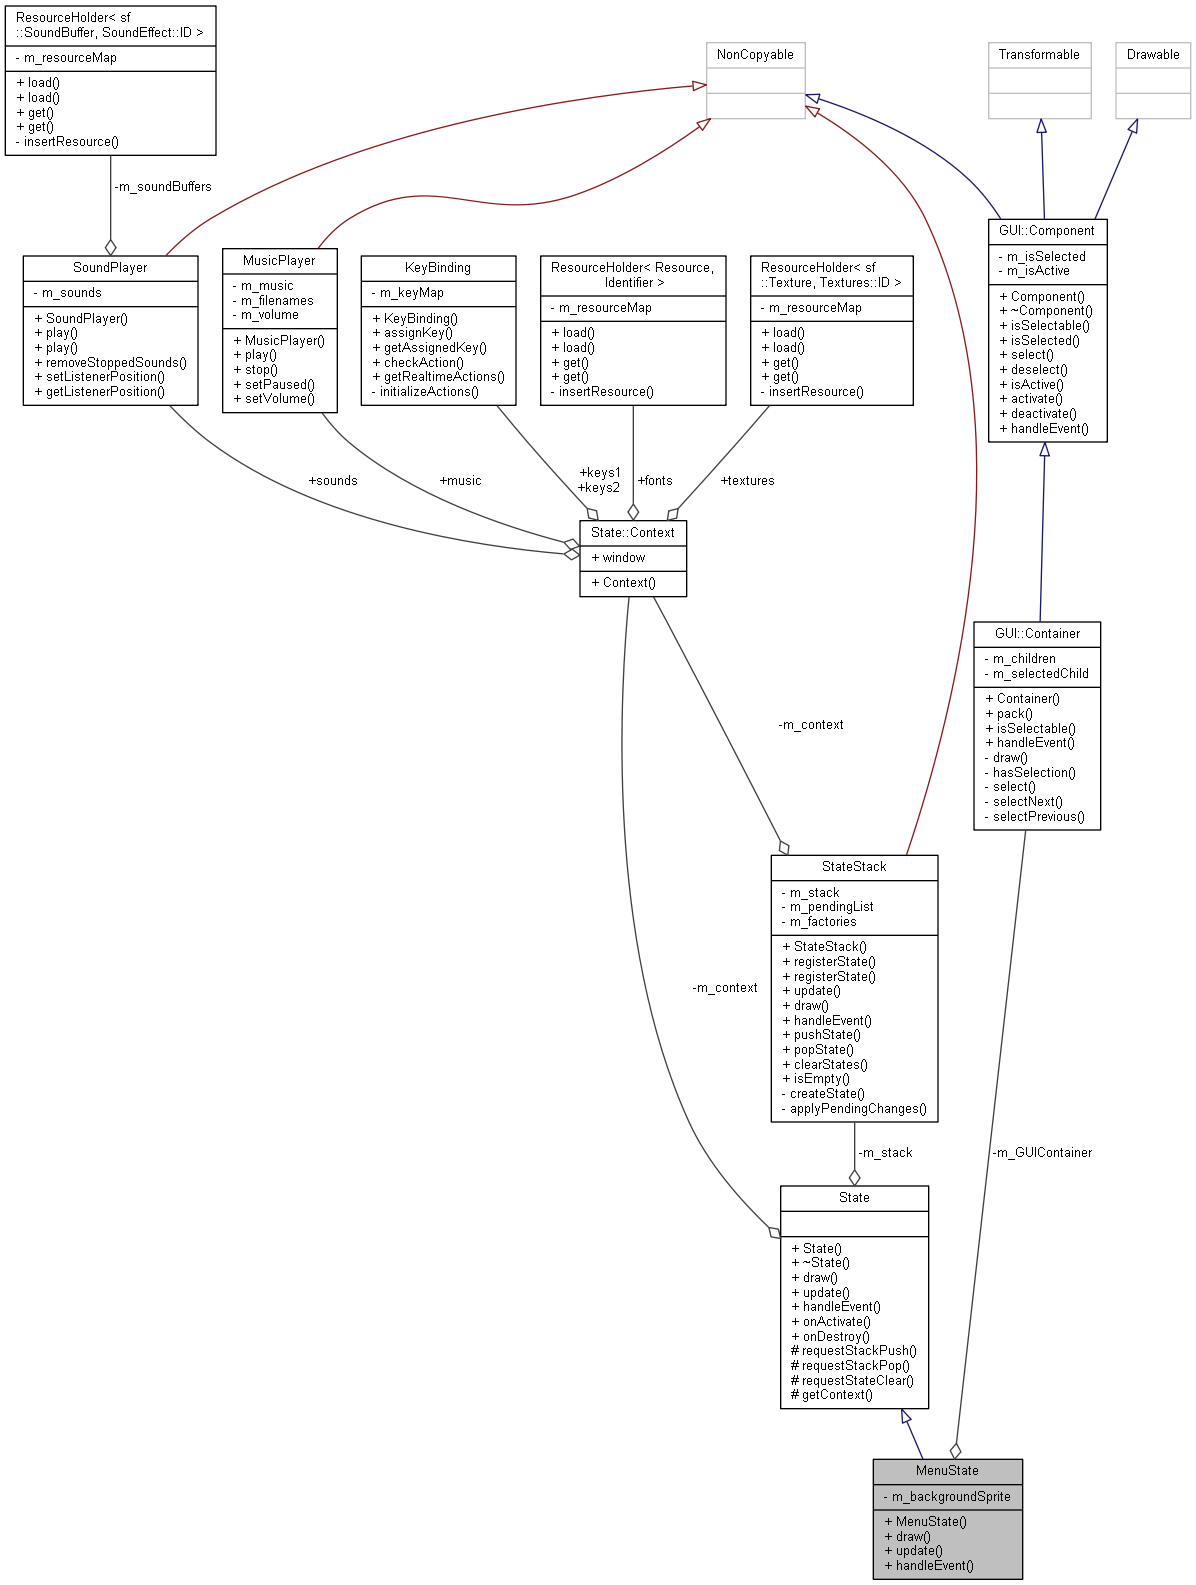 ResourceHolder< sf
::SoundBuffer, SoundEffect::ID >
- m_resourceMap
+ load()
+ load()
+ get()
+ get()
- insertResource()
NonCopyable
Transformable
Drawable
-m_soundBuffers
SoundPlayer
- m_sounds
+ SoundPlayer()
+ play()
+ play()
+ removeStoppedSounds()
+ setListenerPosition()
+ getListenerPosition()
MusicPlayer
- m_music
- m_filenames
- m_volume
+ MusicPlayer()
+ play()
+ stop()
+ setPaused()
+ setVolume()
KeyBinding
- m_keyMap
+ KeyBinding()
+ assignKey()
+ getAssignedKey()
+ checkAction()
+ getRealtimeActions()
- initializeActions()
ResourceHolder< Resource,
Identifier >
- m_resourceMap
+ load()
+ load()
+ get()
+ get()
- insertResource()
ResourceHolder< sf
::Texture, Textures::ID >
- m_resourceMap
+ load()
+ load()
+ get()
+ get()
- insertResource()
GUI::Component
- m_isSelected
- m_isActive
+ Component()
+ ~Component()
+ isSelectable()
+ isSelected()
+ select()
+ deselect()
+ isActive()
+ activate()
+ deactivate()
+ handleEvent()
+sounds
+music
+keys1
+keys2
+fonts
+textures
State::Context
+ window
+ Context()
GUI::Container
- m_children
- m_selectedChild
+ Container()
+ pack()
+ isSelectable()
+ handleEvent()
- draw()
- hasSelection()
- select()
- selectNext()
- selectPrevious()
-m_context
StateStack
- m_stack
- m_pendingList
- m_factories
+ StateStack()
+ registerState()
+ registerState()
+ update()
+ draw()
+ handleEvent()
+ pushState()
+ popState()
+ clearStates()
+ isEmpty()
- createState()
- applyPendingChanges()
-m_context
-m_stack
-m_GUIContainer
State
+ State()
+ ~State()
+ draw()
+ update()
+ handleEvent()
+ onActivate()
+ onDestroy()
# requestStackPush()
# requestStackPop()
# requestStateClear()
# getContext()
MenuState
- m_backgroundSprite
+ MenuState()
+ draw()
+ update()
+ handleEvent()